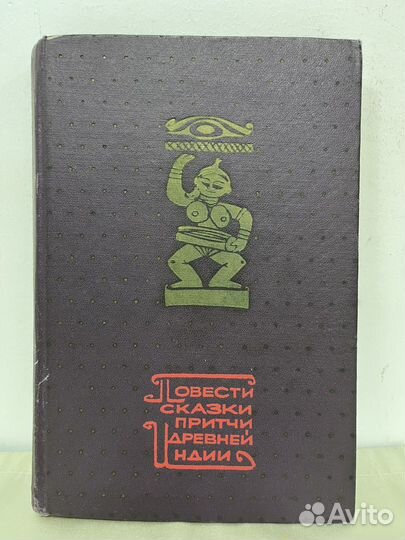 Повести
сказки
притчи
древней
Индии
Avito